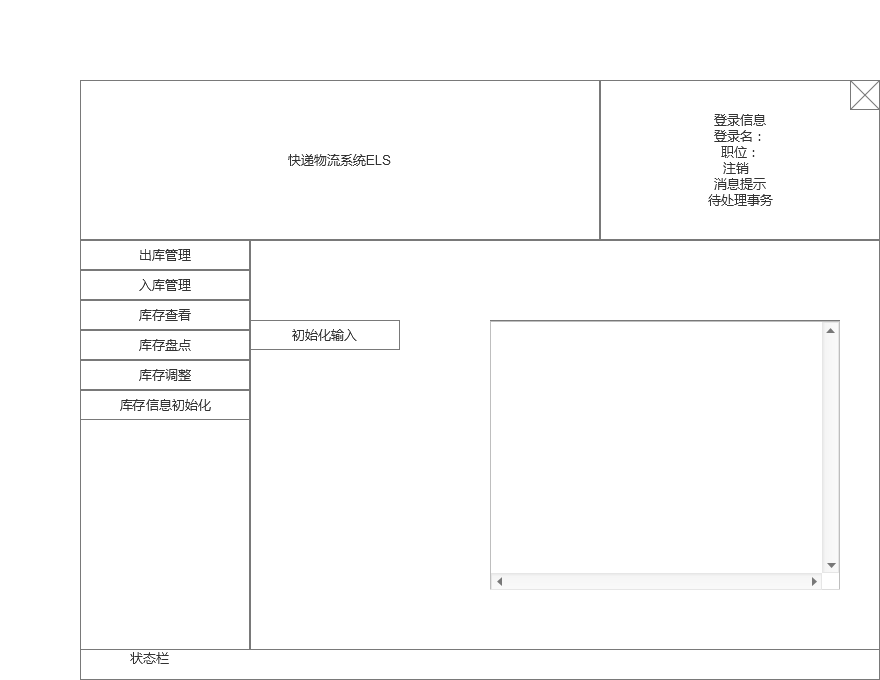 快递物流系统ELS
登录信息
登录名：
职位：
注销
消息提示
待处理事务
出库管理
入库管理
库存查看
库存盘点
库存调整
库存信息初始化
初始化输入
状态栏